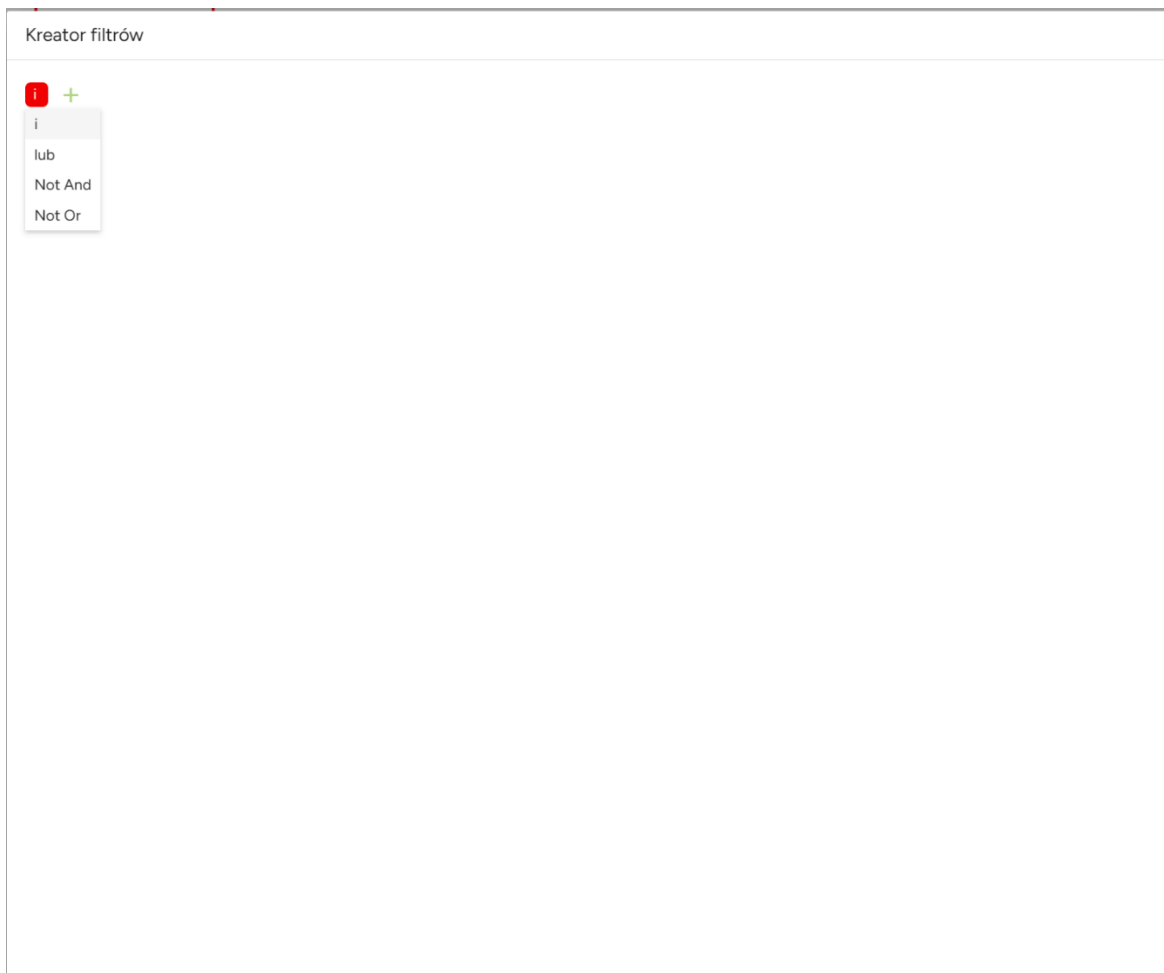 Kreator filtrów
i
i
lub
Not And
Not Or